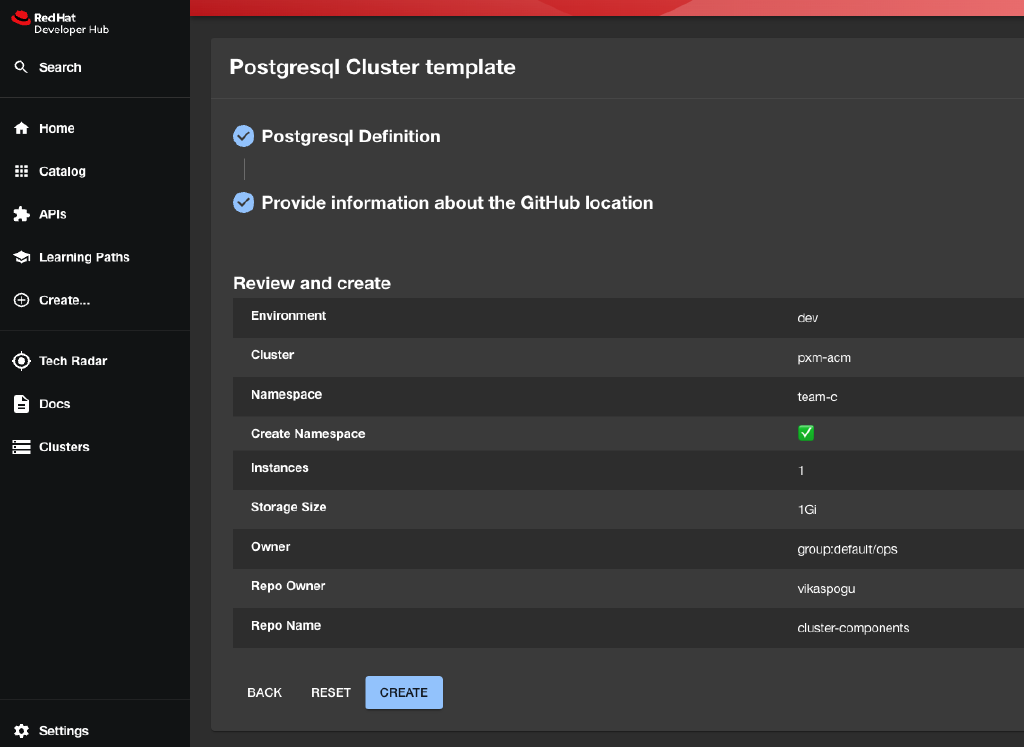 Red Hat
Developer Hub
Search
Home
Catalog
APIs
Learning Paths
Create...
Tech Radar
Docs
Clusters
Settings
Postgresql Cluster template
Postgresql Definition
Provide information about the GitHub location
Review and create
Environment dev
Cluster pxm-acm
Namespace team-c
Create Namespace ✅
Instances 1
Storage Size 1Gi
Owner group:default/ops
Repo Owner vikaspogu
Repo Name cluster-components
BACK RESET CREATE